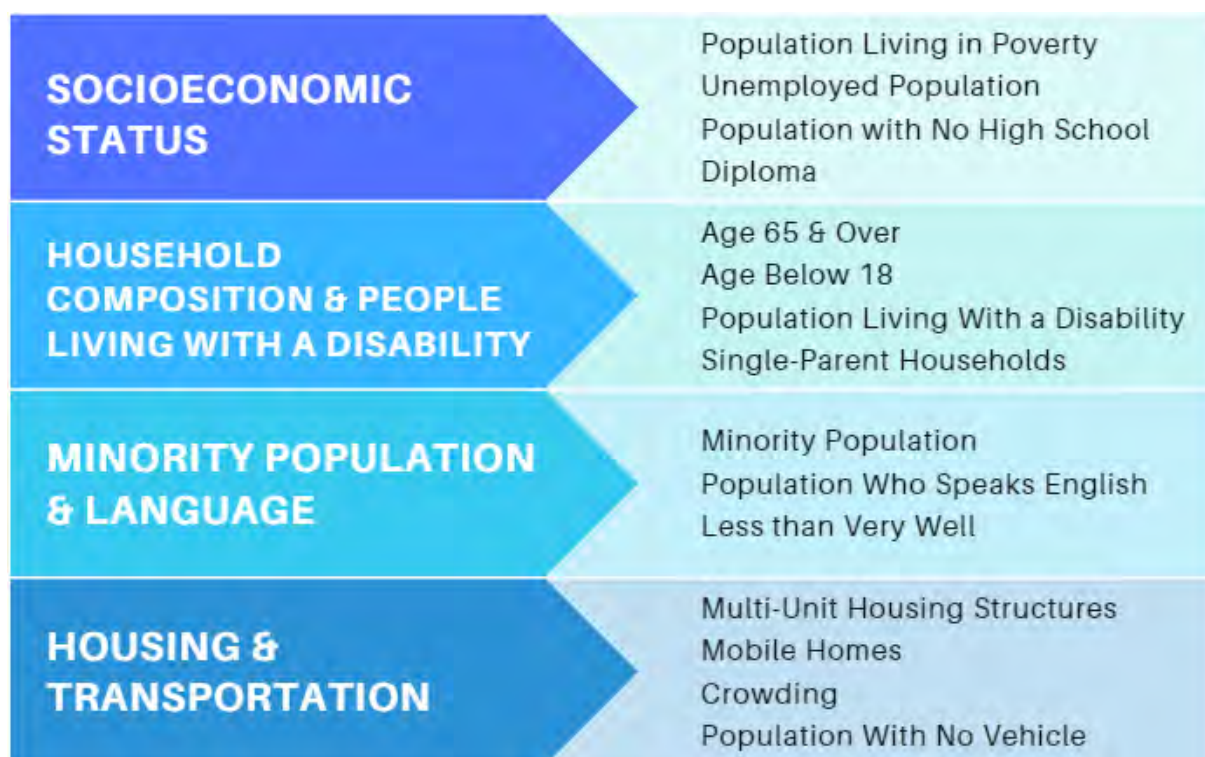 SOCIOECONOMIC
STATUS
Population Living in Poverty
Unemployed Population
Population with No High School
Diploma
HOUSEHOLD
COMPOSITION & PEOPLE
LIVING WITH A DISABILITY
Age 65 & Over
Age Below 18
Population Living With a Disability
Single-Parent Households
MINORITY POPULATION
& LANGUAGE
Minority Population
Population Who Speaks English
Less than Very Well
HOUSING &
TRANSPORTATION
Multi-Unit Housing Structures
Mobile Homes
Crowding
Population With No Vehicle